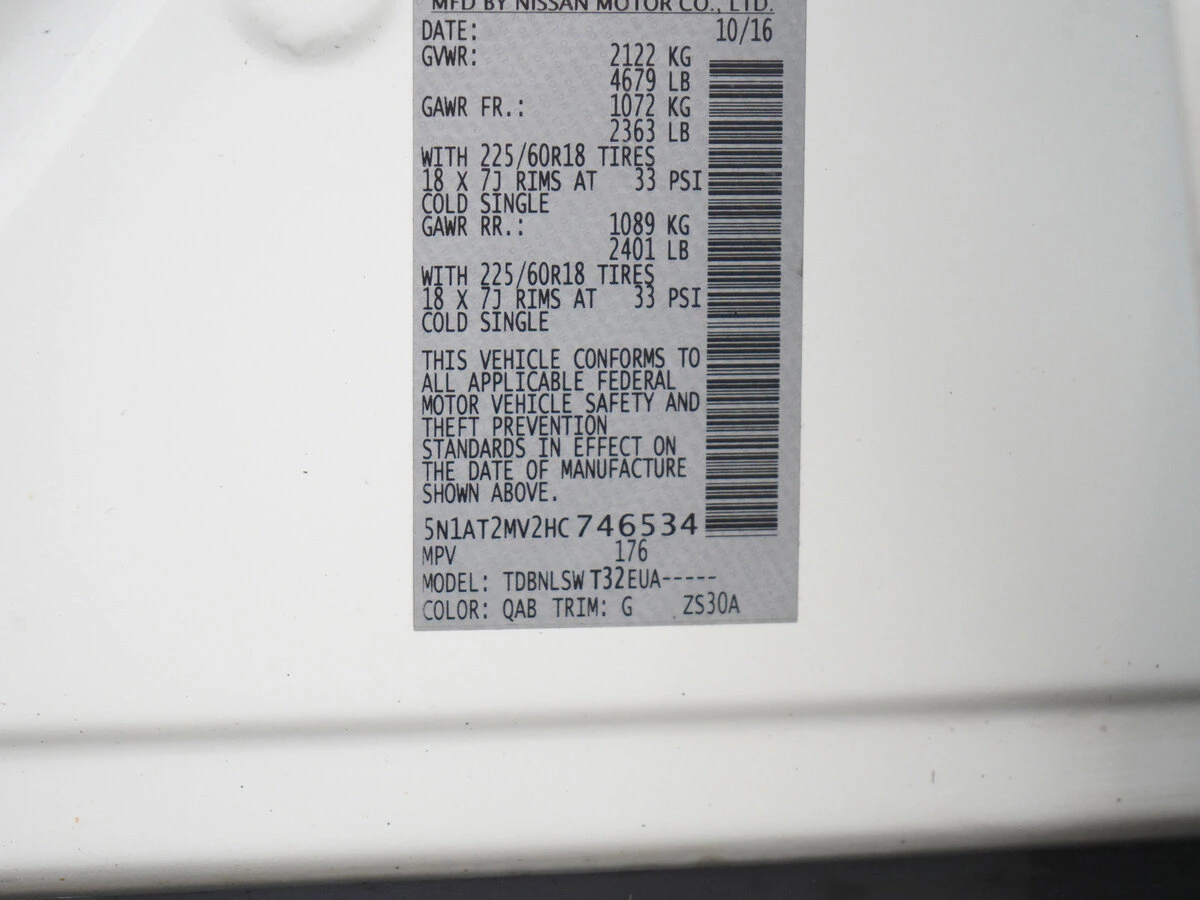 MFD BY NISSAN MOTOR CO., LTD.
DATE: 10/16
GVWR: 2122 KG
4679 LB
GAWR FR.: 1072 KG
2363 LB
WITH 225/60R18 TIRES
18 X 7J RIMS AT 33 PSI
COLD SINGLE
GAWR RR.: 1089 KG
2401 LB
WITH 225/60R18 TIRES
18 X 7J RIMS AT 33 PSI
COLD SINGLE
THIS VEHICLE CONFORMS TO
ALL APPLICABLE FEDERAL
MOTOR VEHICLE SAFETY AND
THEFT PREVENTION
STANDARDS IN EFFECT ON
THE DATE OF MANUFACTURE
SHOWN ABOVE.
5N1AT2MV2HC746534
MPV 176
MODEL: TDBNLSWT32EUA-----
COLOR: QAB TRIM: G ZS30A